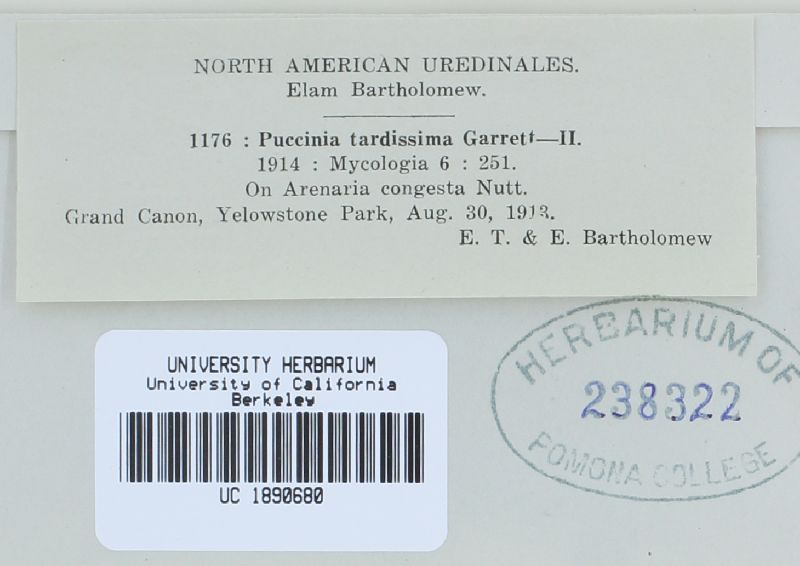 NORTH AMERICAN UREDINALES.
Elam Bartholomew.
1176 : Puccinia tardissima Garrett—II.
1914 : Mycologia 6 : 251.
On Arenaria congesta Nutt.
Grand Canon, Yelowstone Park, Aug. 30, 1913.
E. T. & E. Bartholomew
UNIVERSITY HERBARIUM
University of California
Berkeley
UC 1890680
HERBARIUM OF
238322
POMONA COLLEGE